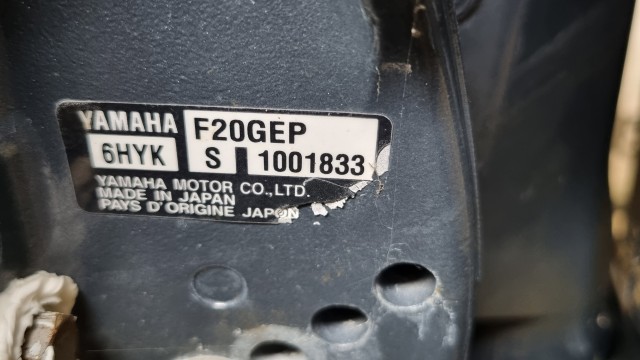 YAMAHA F20GEP
6HYK S 1001833
YAMAHA MOTOR CO., LTD.
MADE IN JAPAN
PAYS D'ORIGINE JAPON